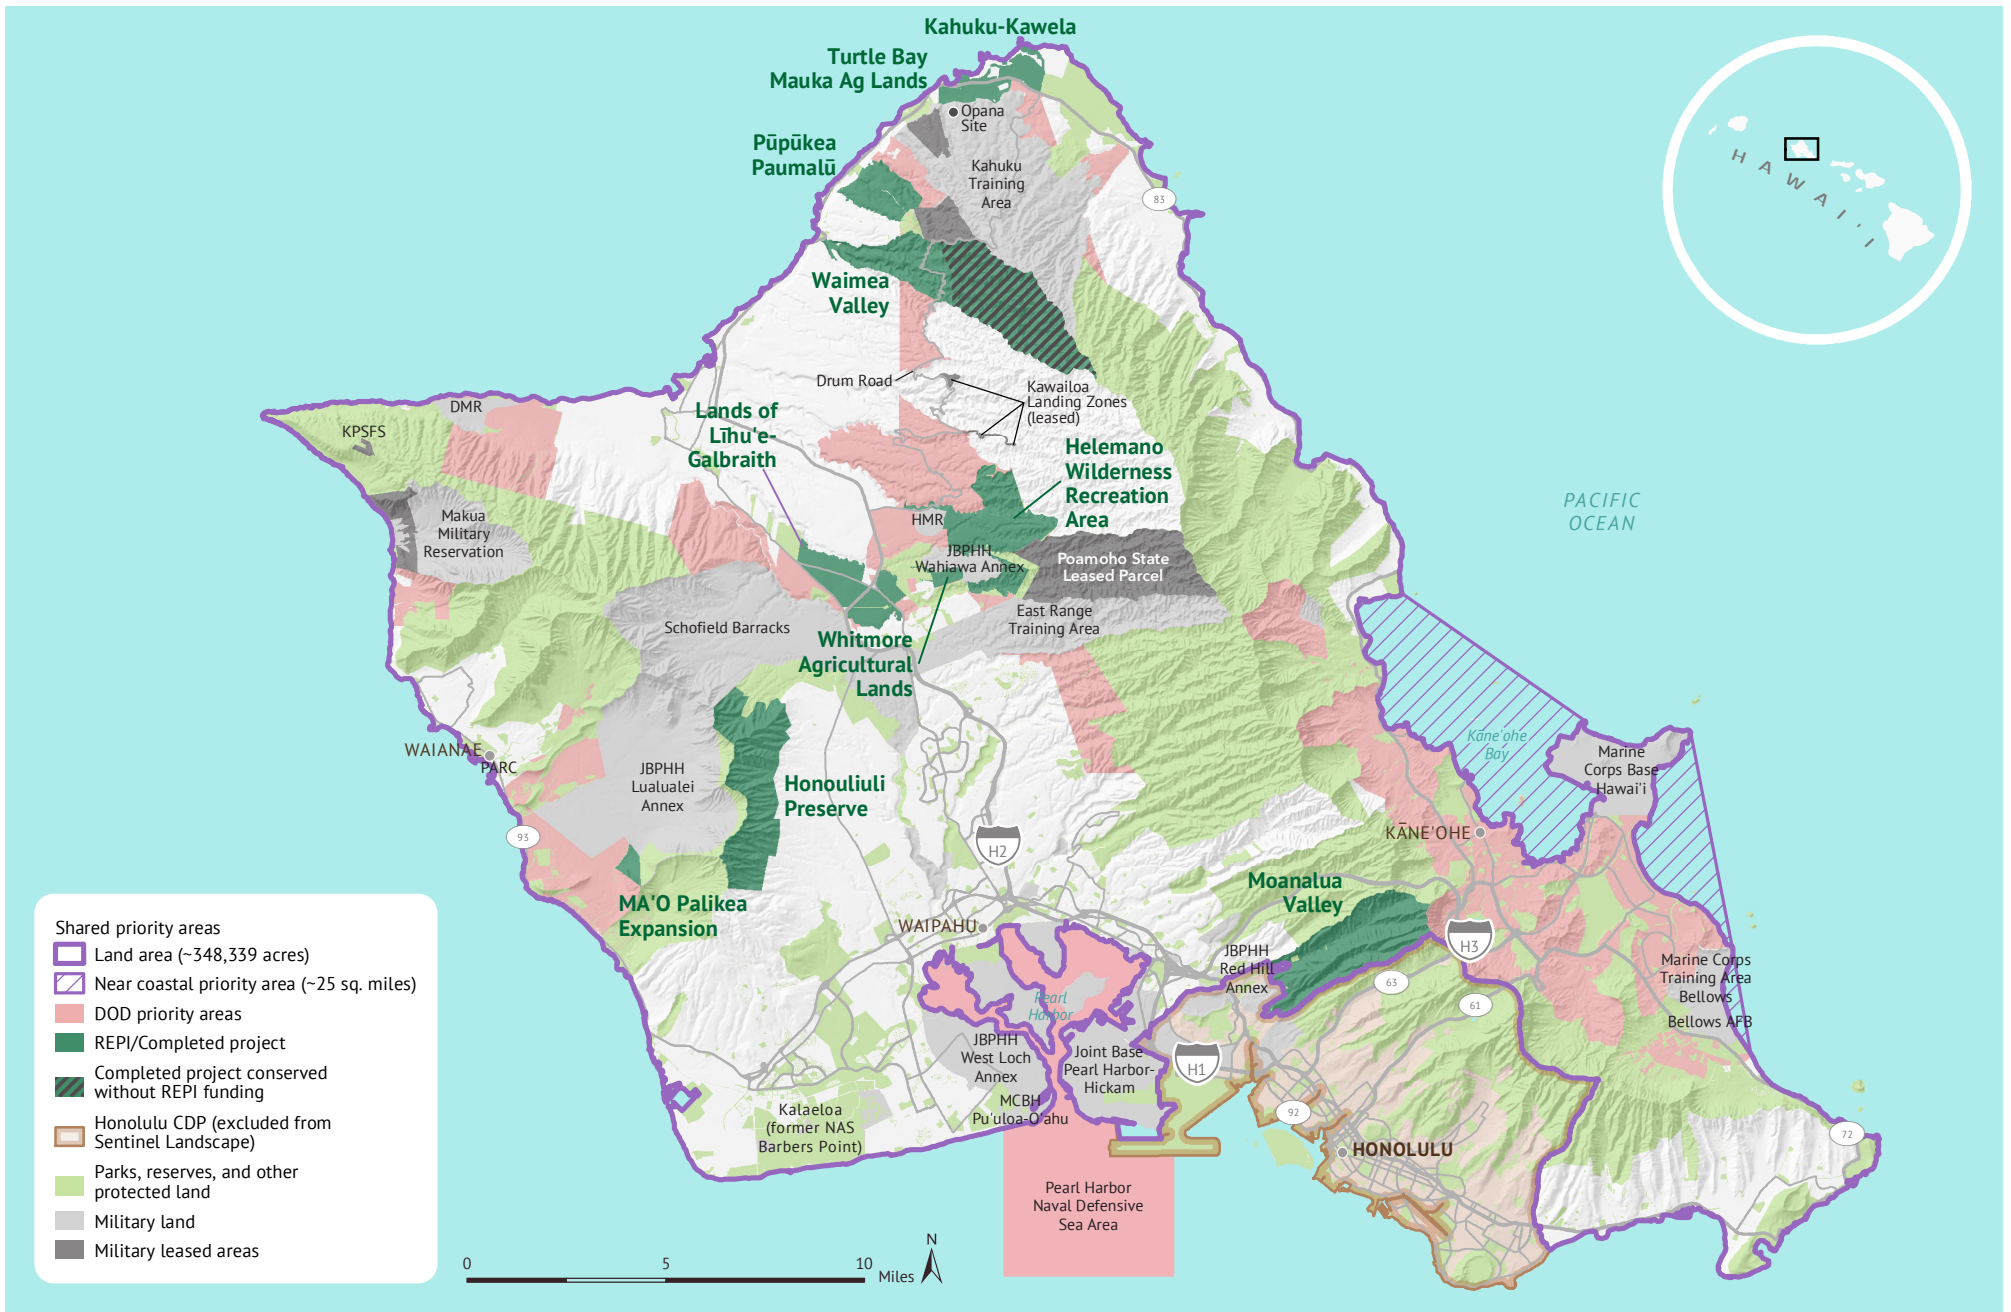 Kahuku-Kawela
Turtle Bay
Mauka Ag Lands
Opana
Site
Pūpūkea
Paumalū
Kahuku
Training
Area
83
HAWAI'I
Waimea
Valley
Drum Road
Kawailoa
Landing Zones
(leased)
DMR
KPSFS
Lands of
Līhu'e-
Galbraith
Helemano
Wilderness
Recreation
Area
PACIFIC
OCEAN
Makua
Military
Reservation
HMR
JBPHH
Wahiawa Annex
Poamoho State
Leased Parcel
East Range
Training Area
Schofield Barracks
Whitmore
Agricultural
Lands
WAIANAE
PARC
JBPHH
Lualualei
Annex
Honouliuli
Preserve
Kāne'ohe
Bay
Marine
Corps Base
Hawai'i
93
H2
KĀNE'OHE
MA'O Palikea
Expansion
Moanalua
Valley
WAIPAHU
H3
JBPHH
Red Hill
Annex
63
61
Marine Corps
Training Area
Bellows
Bellows AFB
Pearl
Harbor
JBPHH
West Loch
Annex
Joint Base
Pearl Harbor-
Hickam
H1
MCBH
Pu'uloa-O'ahu
Kalaeloa
(former NAS
Barbers Point)
92
HONOLULU
72
Pearl Harbor
Naval Defensive
Sea Area
Shared priority areas
Land area (~348,339 acres)
Near coastal priority area (~25 sq. miles)
DOD priority areas
REPI/Completed project
Completed project conserved
without REPI funding
Honolulu CDP (excluded from
Sentinel Landscape)
Parks, reserves, and other
protected land
Military land
Military leased areas
0 5 10 Miles
N